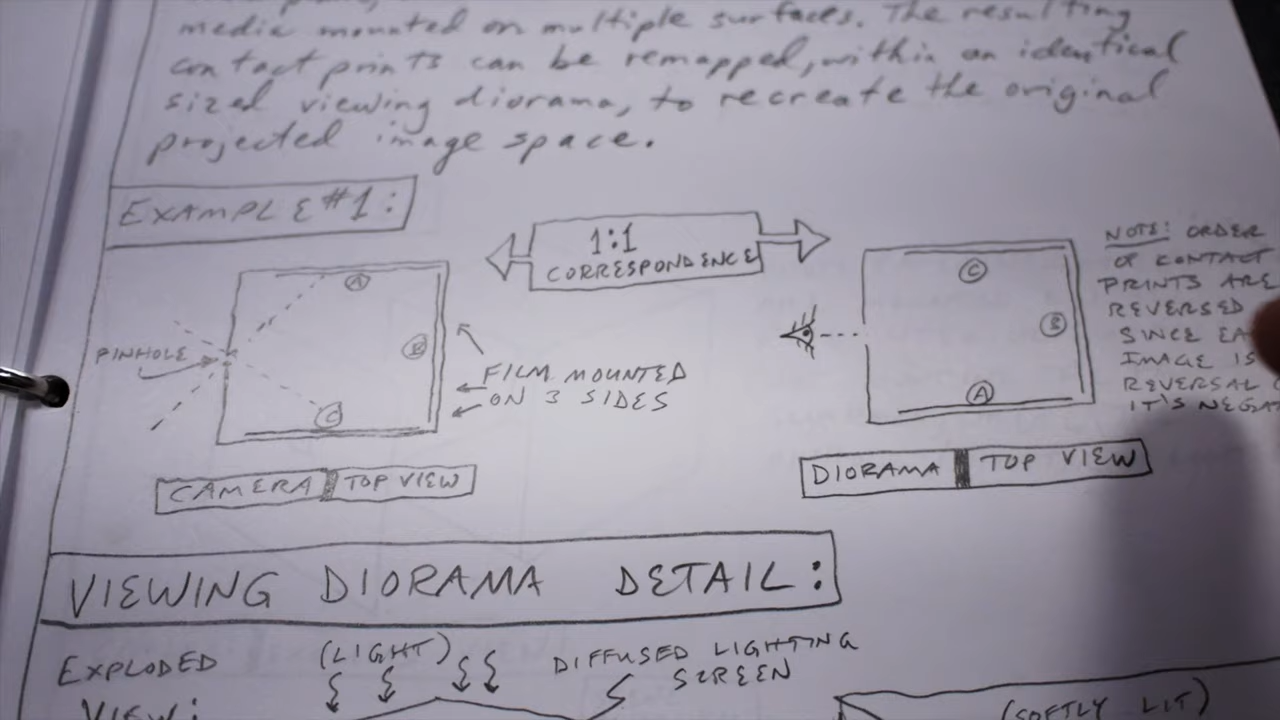 media mounted on multiple surfaces. The resulting
contact prints can be remapped, within an identical
sized viewing diorama, to recreate the original
projected image space.
EXAMPLE #1:
1:1
CORRESPONDENCE
A
B
C
PINHOLE
FILM MOUNTED
ON 3 SIDES
CAMERA TOP VIEW
C
B
A
DIORAMA TOP VIEW
NOTE: ORDER
OF CONTACT
PRINTS ARE
REVERSED
SINCE
IMAGE IS
REVERSAL
IT'S
VIEWING DIORAMA DETAIL:
EXPLODED
VIEW:
(LIGHT)
DIFFUSED LIGHTING
SCREEN
(SOFTLY LIT)